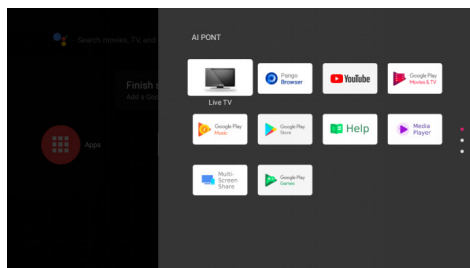 Search movies, TV, and
AI PONT
Finish s
Add a Goo
Live TV
Pango
Browser
YouTube
Google Play
Movies & TV
Apps
Google Play
Music
Google Play
Store
Help
Media
Player
Multi-
Screen
Share
Google Play
Games